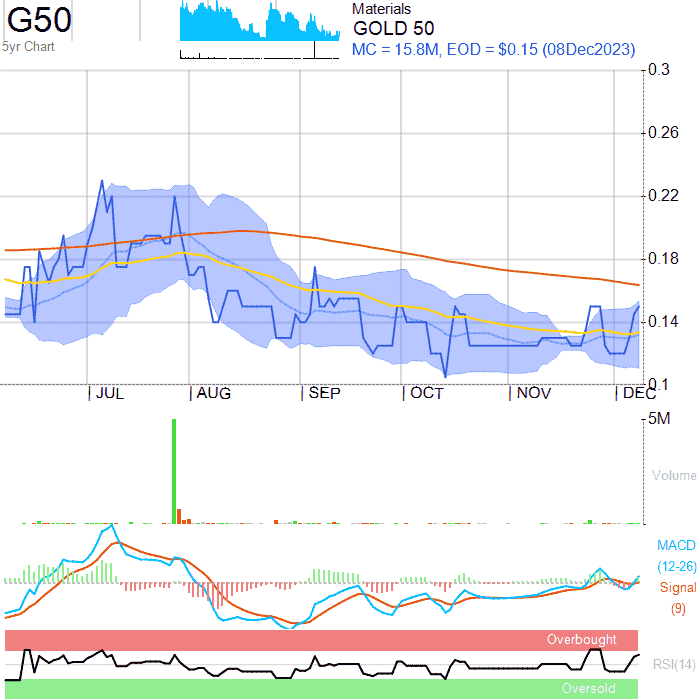 G50
5yr Chart
Materials
GOLD 50
MC = 15.8M, EOD = $0.15 (08Dec2023)
0.3
0.26
0.22
0.18
0.14
0.1
JUL AUG SEP OCT NOV DEC
5M
Volume
MACD
(12-26)
Signal
(9)
Overbought
RSI(14)
Oversold